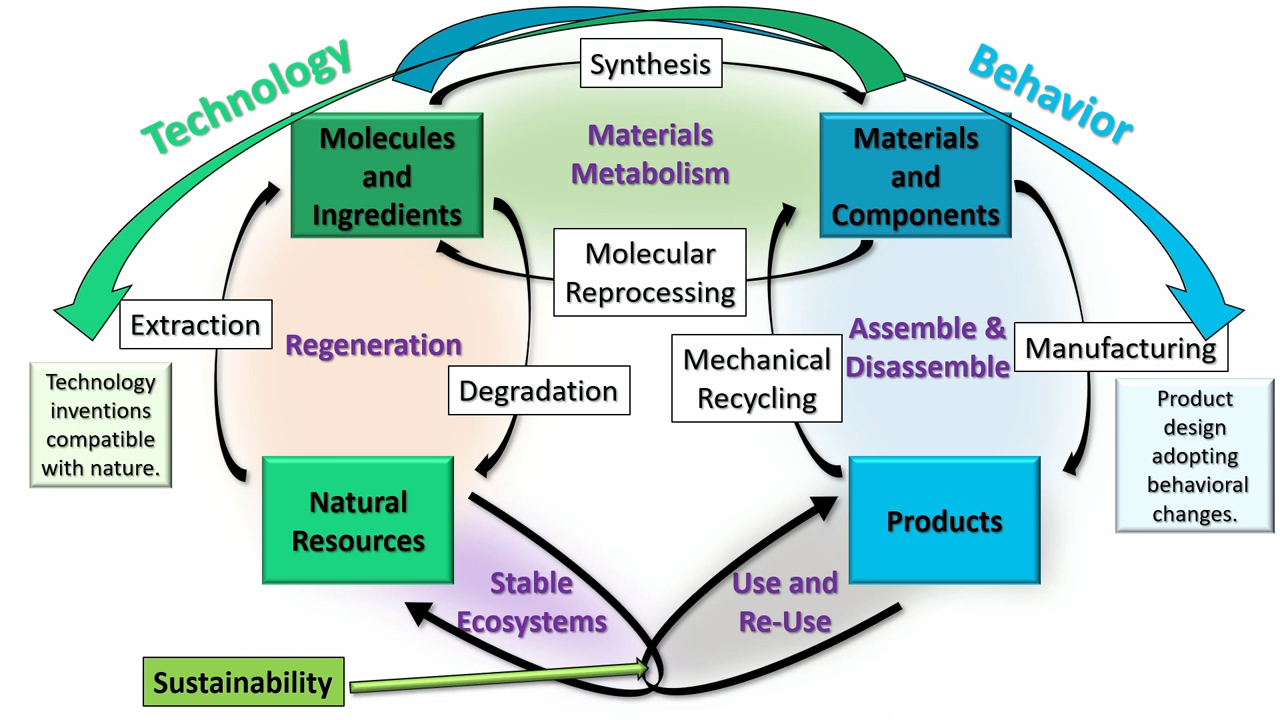 Technology
Behavior
Synthesis
Molecules
and
Ingredients
Materials
Metabolism
Materials
and
Components
Molecular
Reprocessing
Extraction
Regeneration
Degradation
Mechanical
Recycling
Assemble &
Disassemble
Manufacturing
Technology
inventions
compatible
with nature.
Product
design
adopting
behavioral
changes.
Natural
Resources
Products
Stable
Ecosystems
Use and
Re-Use
Sustainability